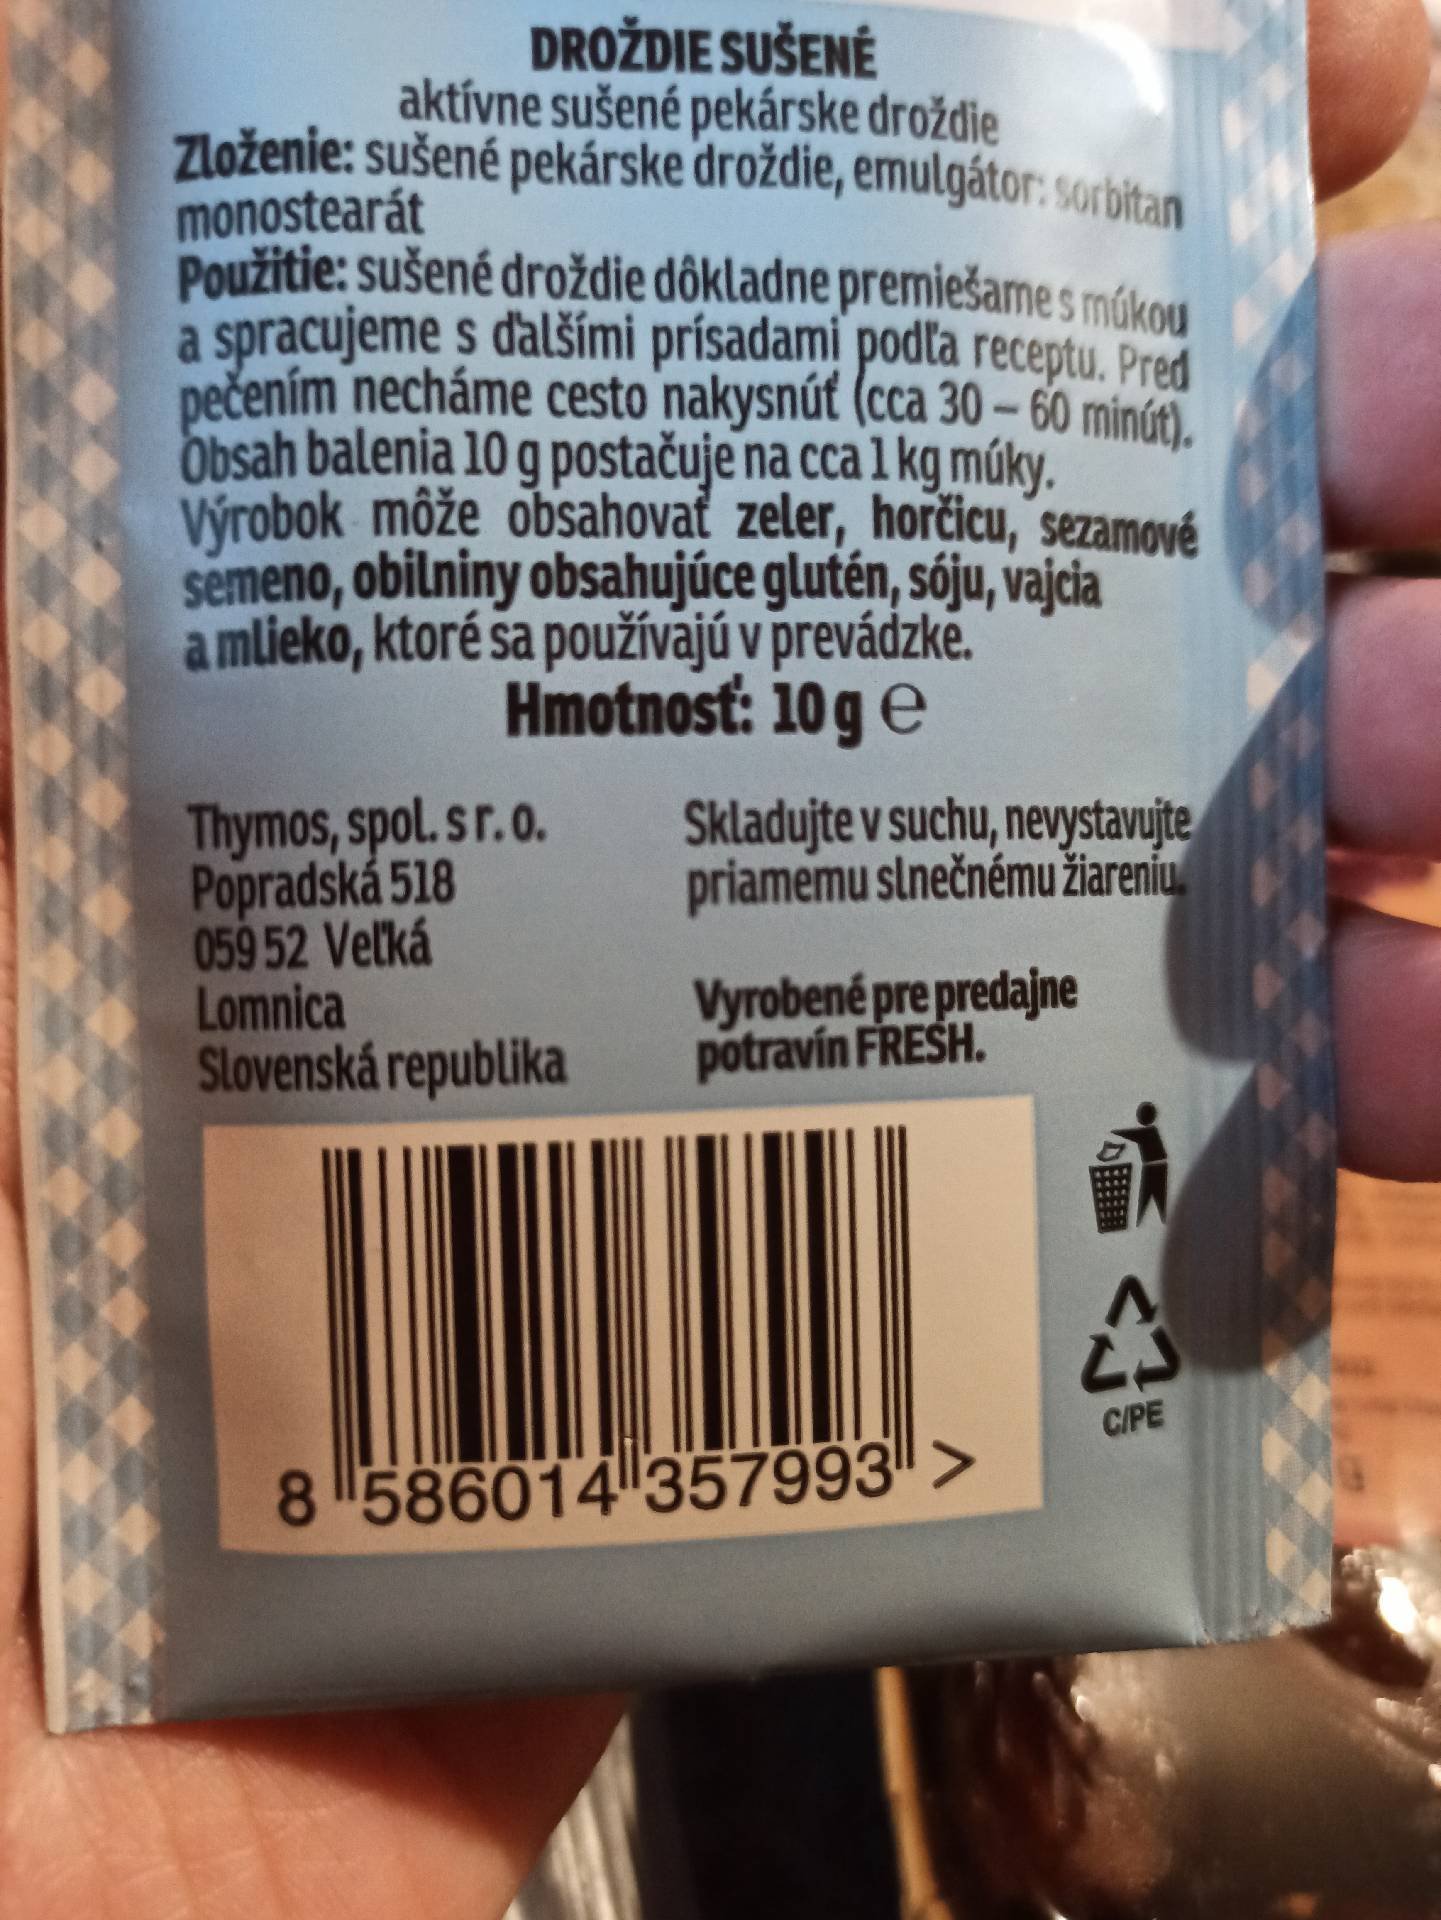 DROŽDIE SUŠENÉ
aktívne sušené pekárske droždie
Zloženie: sušené pekárske droždie, emulgátor: sorbitan
monostearát
Použitie: sušené droždie dôkladne premiešame s múkou
a spracujeme s ďalšími prísadami podľa receptu. Pred
pečením necháme cesto nakysnúť (cca 30 – 60 minút).
Obsah balenia 10 g postačuje na cca 1 kg múky.
Výrobok môže obsahovať zeler, horčicu, sezamové
semeno, obilniny obsahujúce glutén, sóju, vajcia
a mlieko, ktoré sa používajú v prevádzke.
Hmotnosť: 10 g e
Thymos, spol. s r. o.
Popradská 518
059 52 Veľká
Lomnica
Slovenská republika
Skladujte v suchu, nevystavujte
priamemu slnečnému žiareniu.
Vyrobené pre predajne
potravín FRESH.
C/PE
8 586014 357993 >